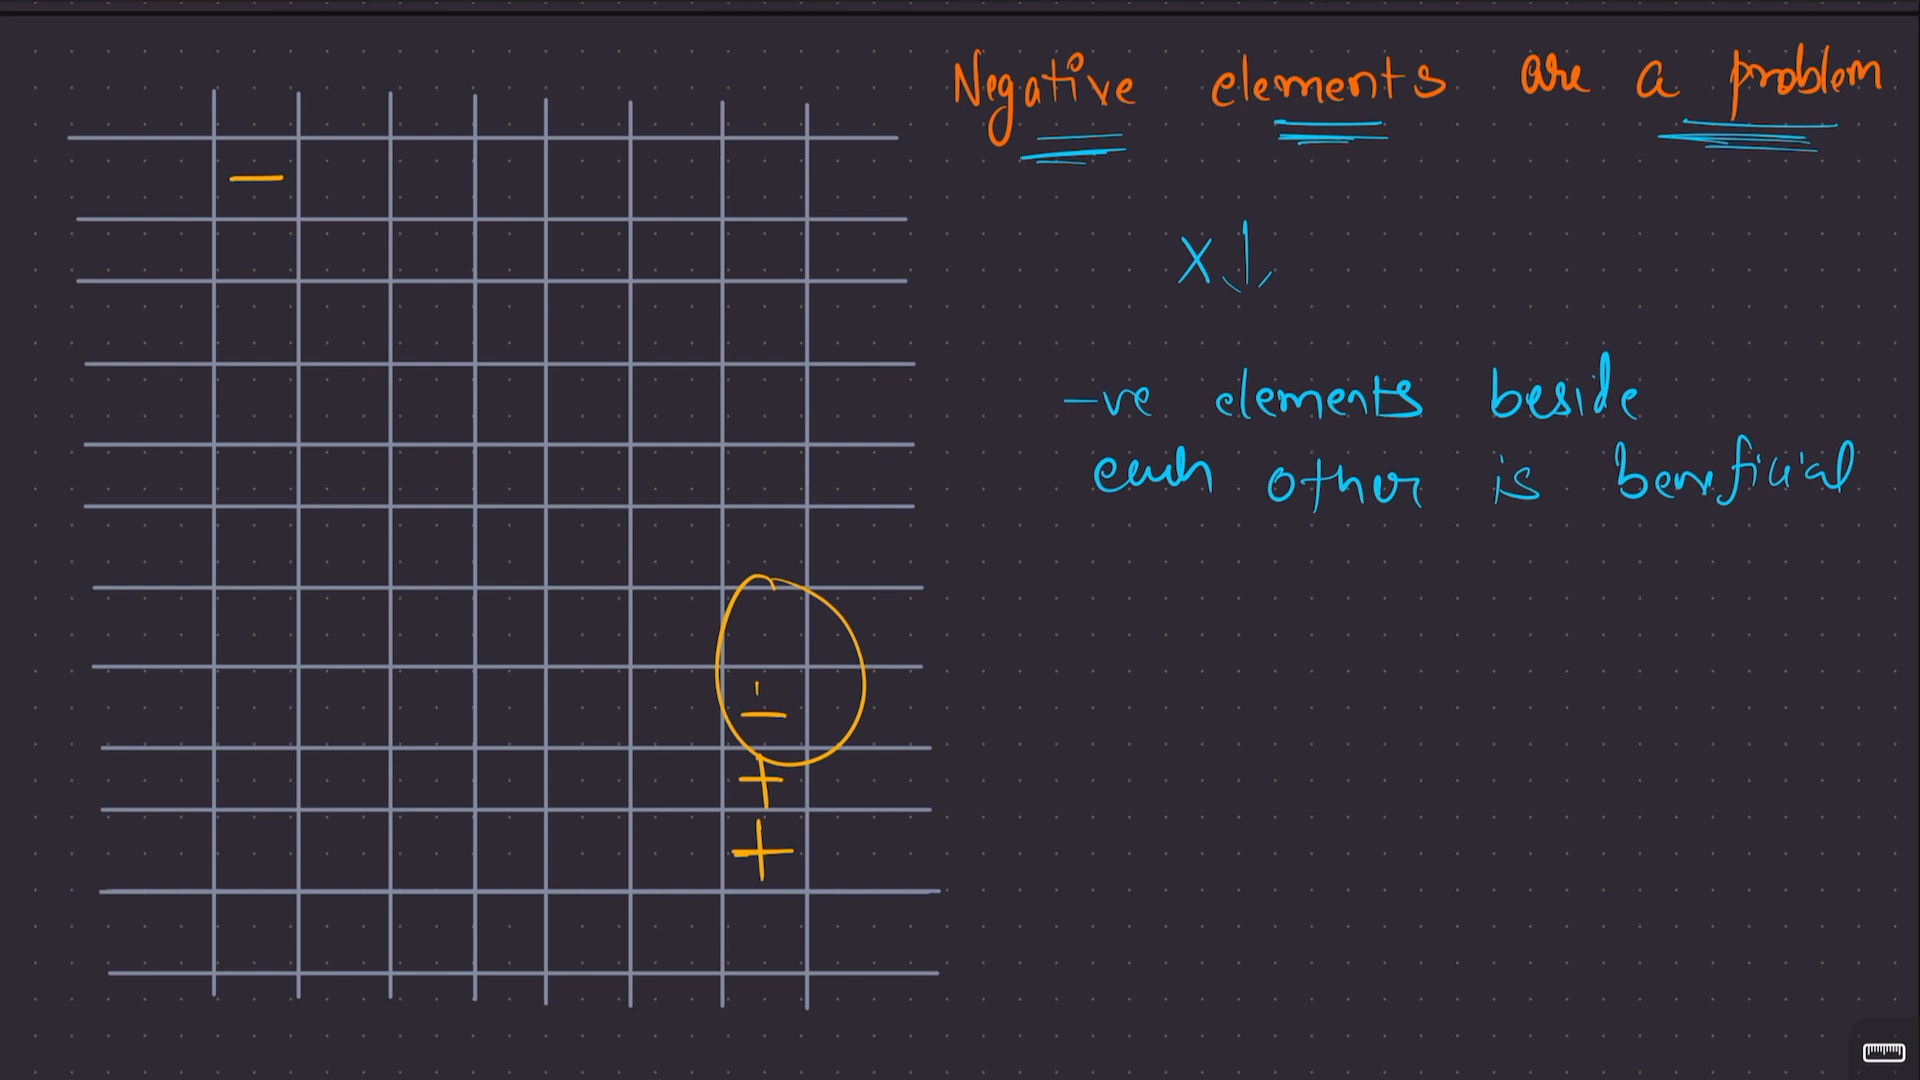 Negative elements are a problem
−
X↓
-ve elements beside
each other is beneficial
−
+
+